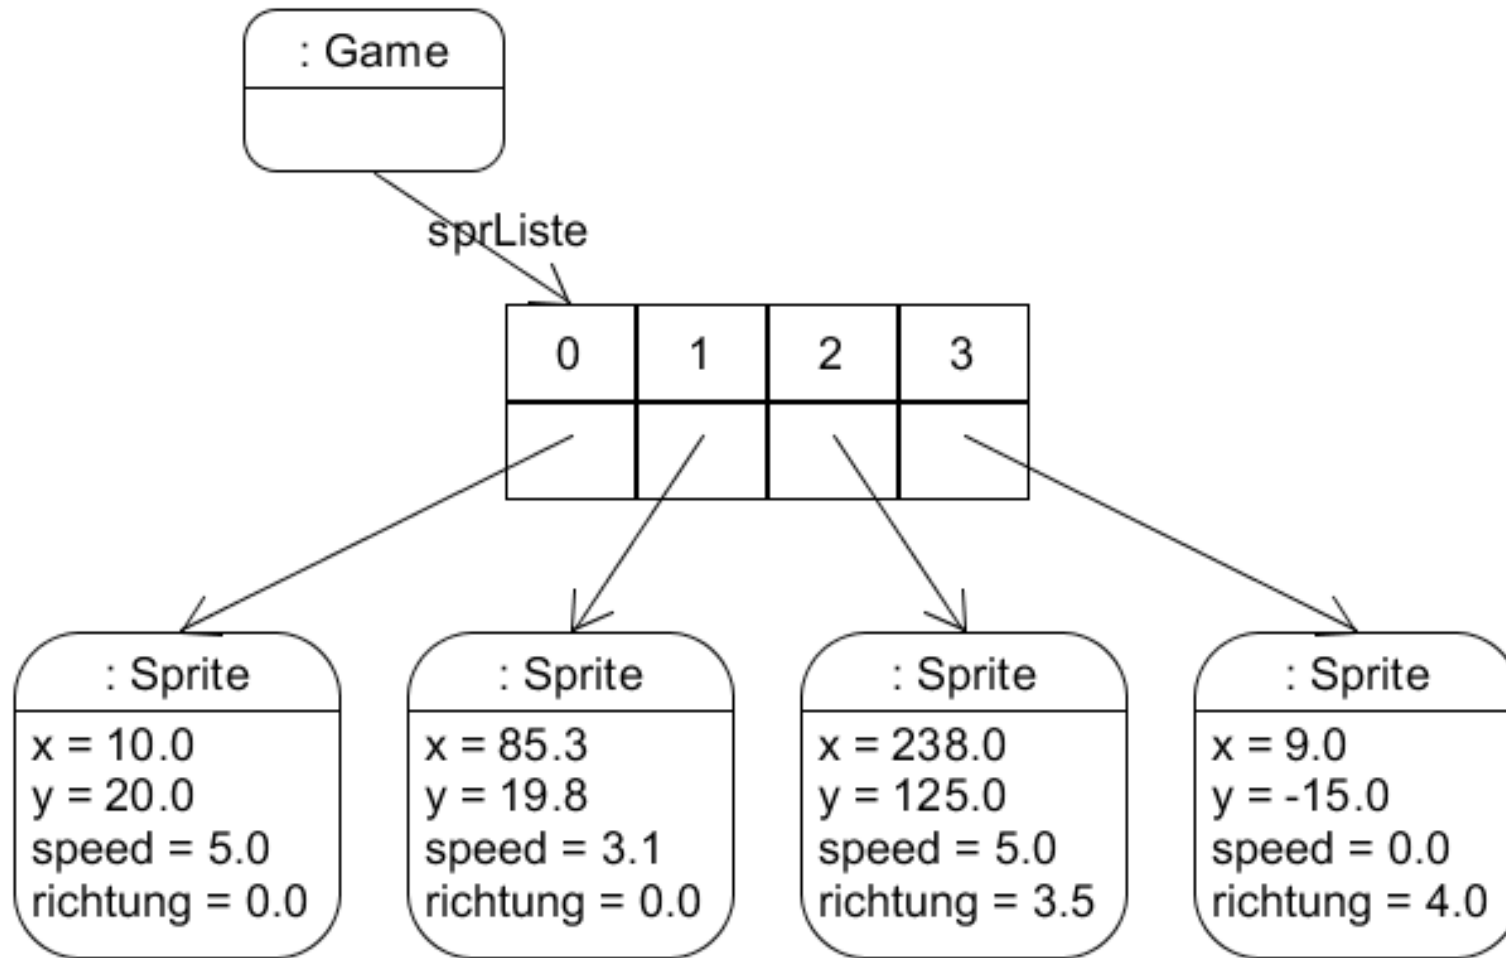 : Game
sprListe
0 1 2 3
: Sprite
x = 10.0
y = 20.0
speed = 5.0
richtung = 0.0
: Sprite
x = 85.3
y = 19.8
speed = 3.1
richtung = 0.0
: Sprite
x = 238.0
y = 125.0
speed = 5.0
richtung = 3.5
: Sprite
x = 9.0
y = -15.0
speed = 0.0
richtung = 4.0